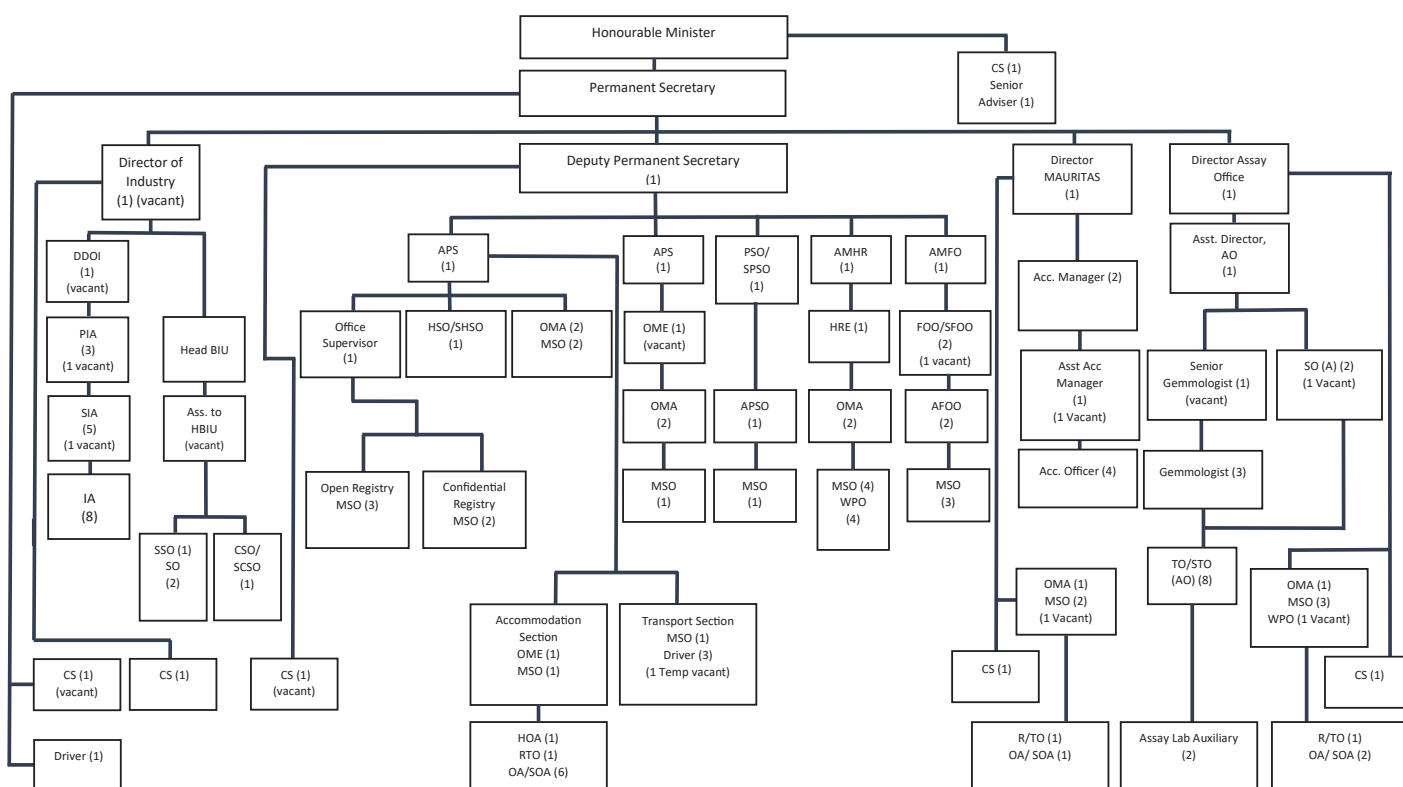 Honourable Minister
CS (1)
Senior
Adviser (1)
Permanent Secretary
Director of
Industry
(1) (vacant)
Deputy Permanent Secretary
(1)
Director
MAURITAS
(1)
Director Assay
Office
(1)
DDOI
(1)
(vacant)
PIA
(3)
(1 vacant)
SIA
(5)
(1 vacant)
IA
(8)
Head BIU
Ass. to
HBIU
(vacant)
SSO (1)
SO
(2)
CSO/
SCSO
(1)
APS
(1)
Office
Supervisor
(1)
HSO/SHSO
(1)
OMA (2)
MSO (2)
Open Registry
MSO (3)
Confidential
Registry
MSO (2)
APS
(1)
OME (1)
(vacant)
OMA
(2)
MSO
(1)
PSO/
SPSO
(1)
APSO
(1)
MSO
(1)
AMHR
(1)
HRE (1)
OMA
(2)
MSO (4)
WPO
(4)
AMFO
(1)
FOO/SFOO
(2)
(1 vacant)
AFOO
(2)
MSO
(3)
Acc. Manager (2)
Asst Acc
Manager
(1)
(1 Vacant)
Acc. Officer (4)
Asst. Director,
AO
(1)
Senior
Gemmologist (1)
(vacant)
SO (A) (2)
(1 Vacant)
Gemmologist (3)
TO/STO
(AO) (8)
OMA (1)
MSO (2)
(1 Vacant)
OMA (1)
MSO (3)
WPO (1 Vacant)
Accommodation
Section
OME (1)
MSO (1)
Transport Section
MSO (1)
Driver (3)
(1 Temp vacant)
CS (1)
(vacant)
CS (1)
CS (1)
(vacant)
CS (1)
CS (1)
Driver (1)
HOA (1)
RTO (1)
OA/SOA (6)
R/TO (1)
OA/ SOA (1)
Assay Lab Auxiliary
(2)
R/TO (1)
OA/ SOA (2)